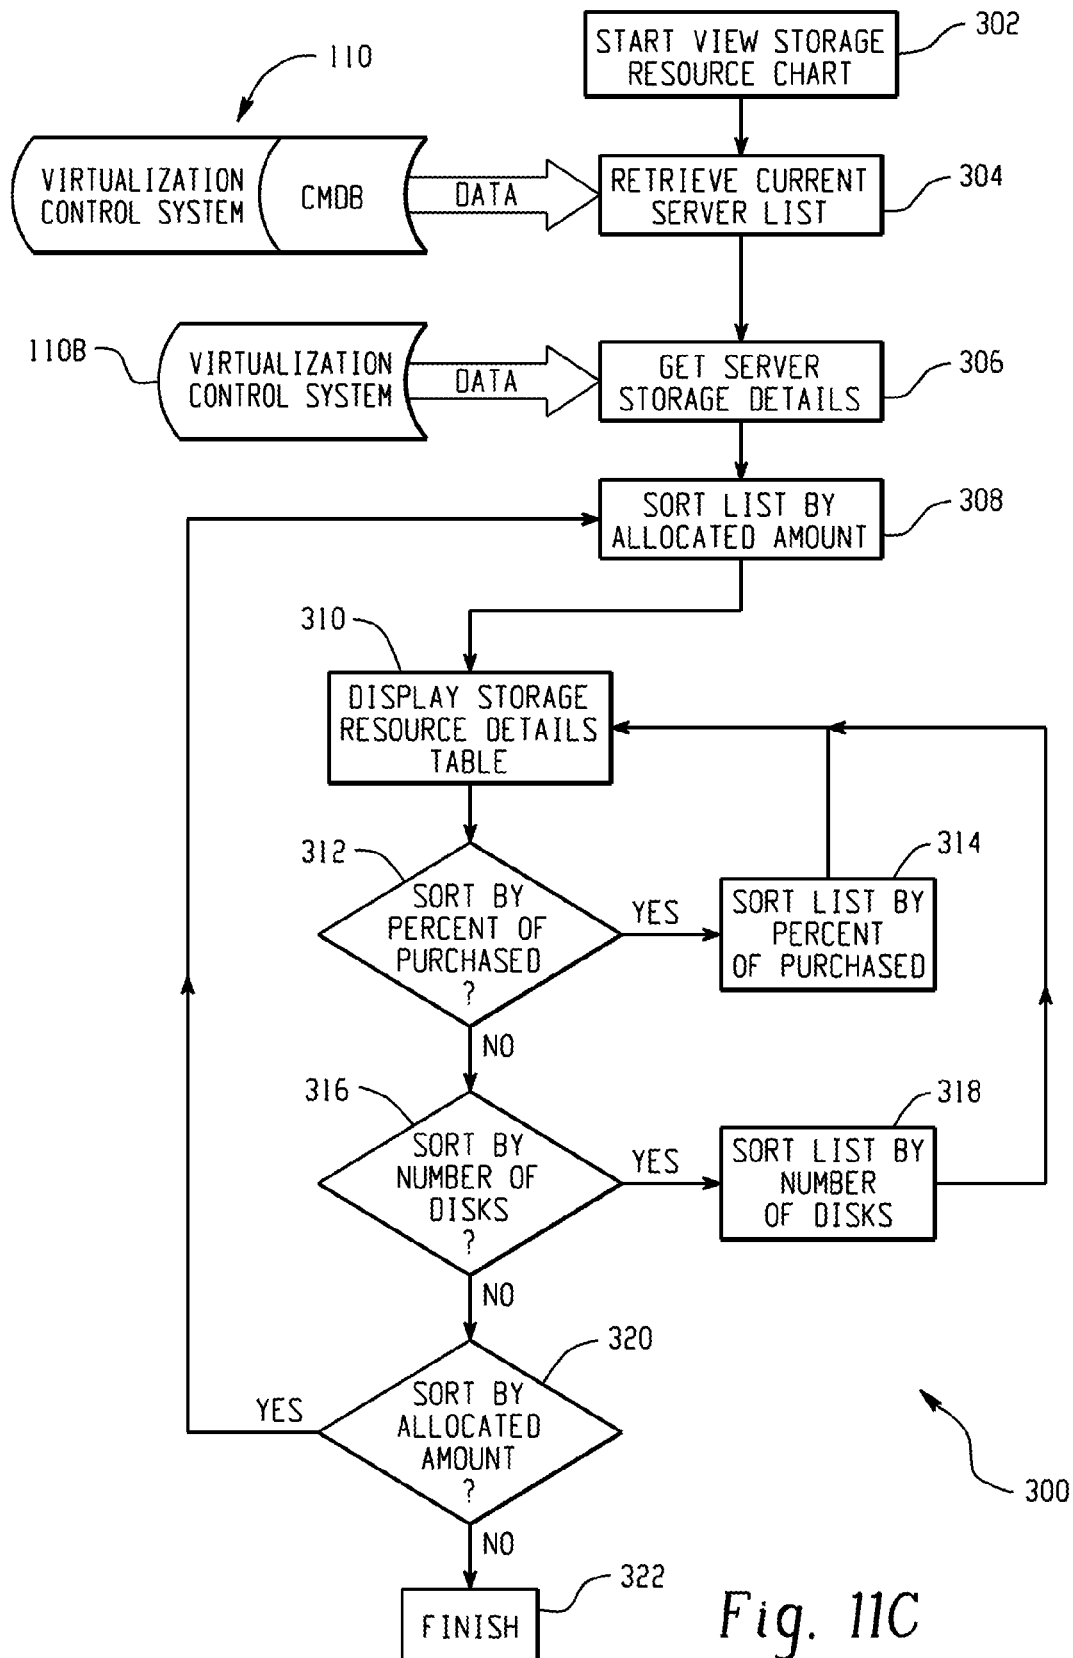 302
START VIEW STORAGE
RESOURCE CHART
110
VIRTUALIZATION
CONTROL SYSTEM
CMDB
DATA
RETRIEVE CURRENT
SERVER LIST
304
110B
VIRTUALIZATION
CONTROL SYSTEM
DATA
GET SERVER
STORAGE DETAILS
306
SORT LIST BY
ALLOCATED AMOUNT
308
310
DISPLAY STORAGE
RESOURCE DETAILS
TABLE
312
SORT BY
PERCENT OF
PURCHASED
?
YES
314
SORT LIST BY
PERCENT
OF PURCHASED
NO
316
SORT BY
NUMBER OF
DISKS
?
YES
318
SORT LIST BY
NUMBER
OF DISKS
NO
320
SORT BY
ALLOCATED
AMOUNT
?
YES
300
NO
322
FINISH
Fig. 11C